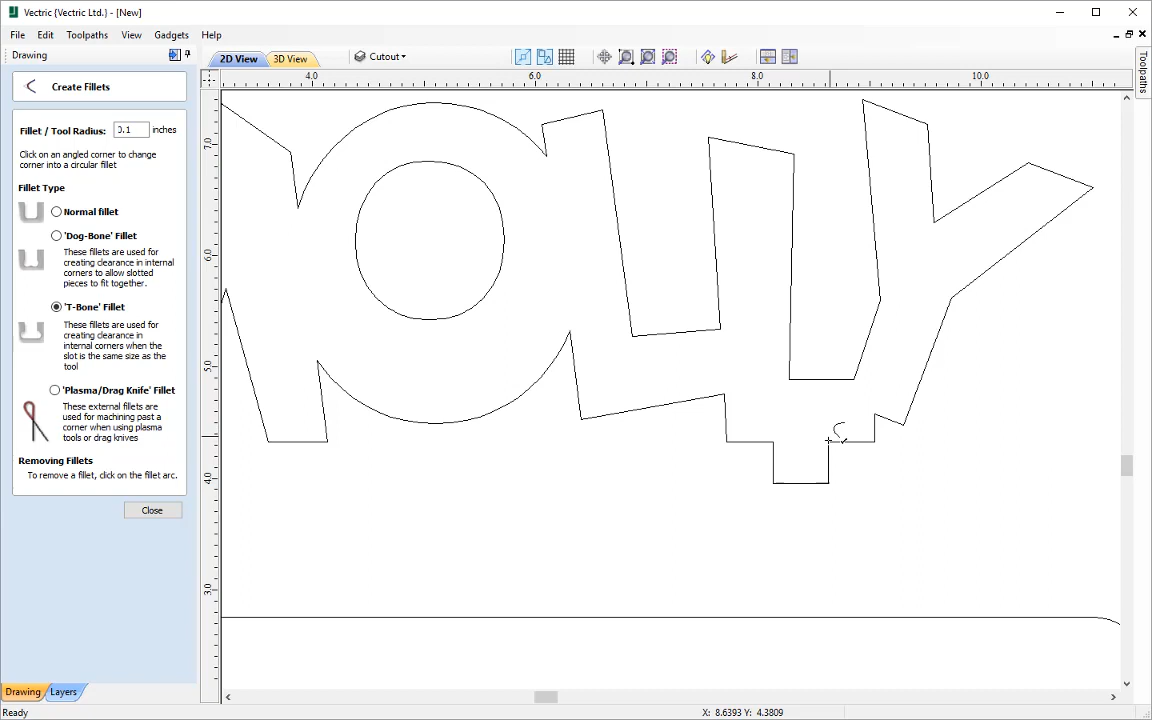 Vectric {Vectric Ltd.} - [New]
File Edit Toolpaths View Gadgets Help
Drawing
2D View 3D View Cutout
Create Fillets
4.0 6.0 8.0 10.0
Fillet / Tool Radius: 0.1 inches
Click on an angled corner to change
corner into a circular fillet
Fillet Type
Normal fillet
'Dog-Bone' Fillet
These fillets are used for
creating clearance in internal
corners to allow slotted
pieces to fit together.
'T-Bone' Fillet
These fillets are used for
creating clearance in
internal corners when the
slot is the same size as the
tool
'Plasma/Drag Knife' Fillet
These external fillets are
used for machining past a
corner when using plasma
tools or drag knives
Removing Fillets
To remove a fillet, click on the fillet arc.
Close
7.0
6.0
5.0
4.0
3.0
OLLY
Toolpaths
Drawing Layers
Ready
X: 8.6393 Y: 4.3809